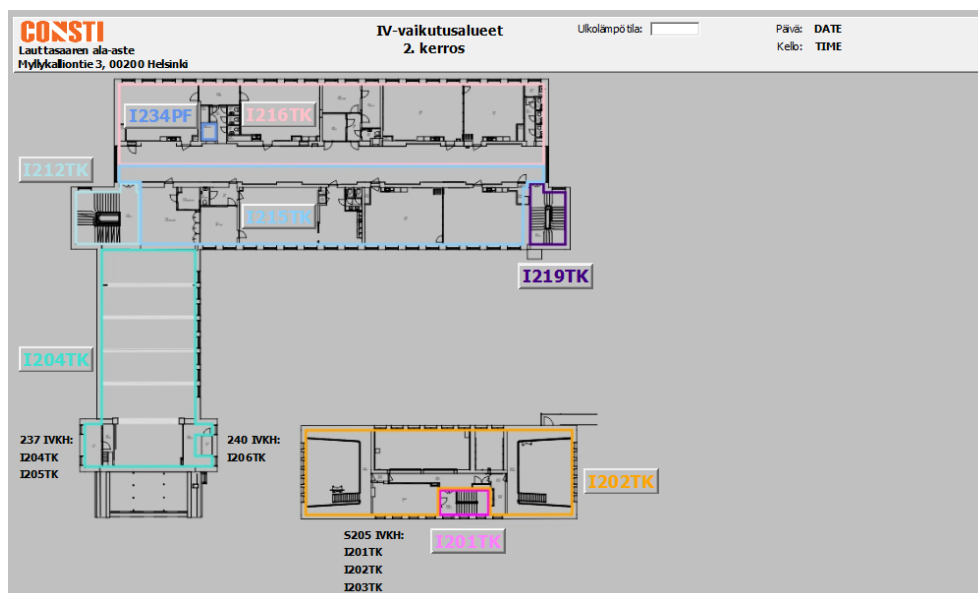 CONSTI
Lauttasaaren ala-aste
Myllykalliontie 3, 00200 Helsinki
IV-vaikutusalueet
2. kerros
Ulkolämpötila:
Päivä: DATE
Kello: TIME
I234PF
I216TK
I212TK
I215TK
I219TK
I204TK
237 IVKH:
I204TK
I205TK
240 IVKH:
I206TK
I202TK
I201TK
S205 IVKH:
I201TK
I202TK
I203TK